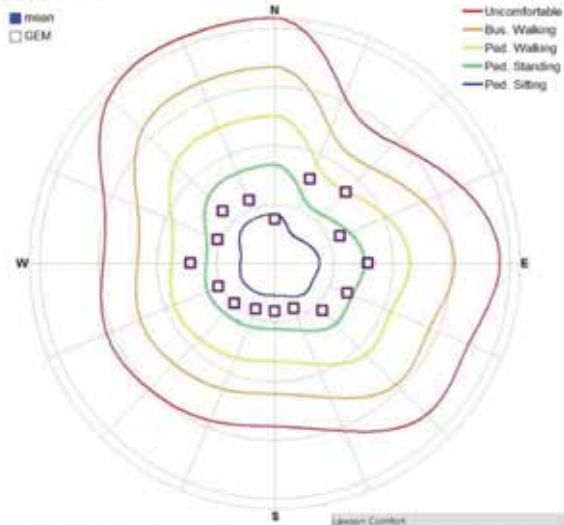 N
mean
GEM
Uncomfortable
Bus. Walking
Ped. Walking
Ped. Standing
Ped. Sitting
W
E
S
Lawson Comfort